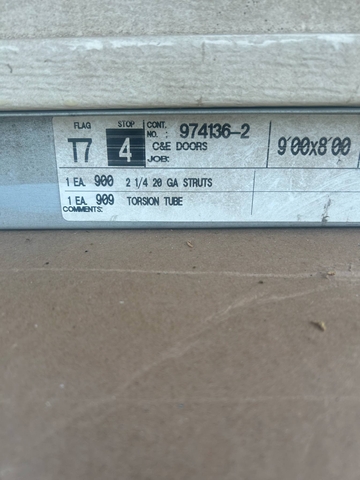 FLAG STOP CONT. NO. : 974136-2
T7 4 C&E DOORS 9'00x8'00
JOB:
1 EA. 900 2 1/4 20 GA STRUTS
1 EA. 909 TORSION TUBE
COMMENTS: